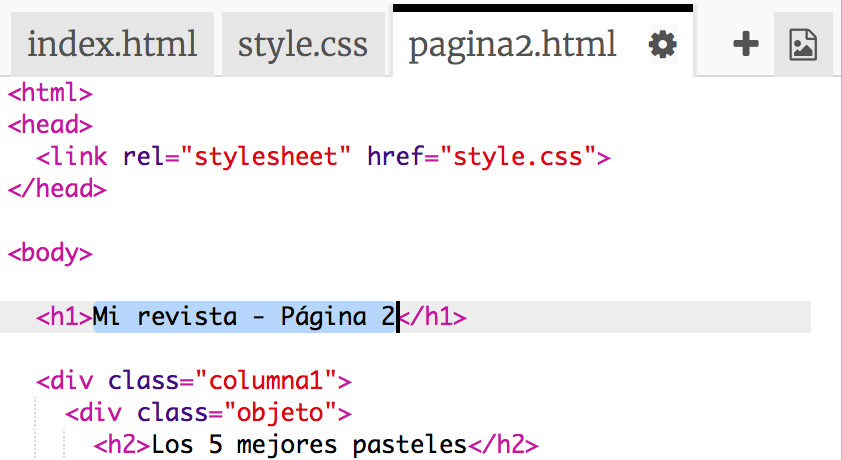 index.html style.css pagina2.html
<html>
<head>
<link rel="stylesheet" href="style.css">
</head>
<body>
<h1>Mi revista - Página 2</h1>
<div class="columna1">
<div class="objeto">
<h2>Los 5 mejores pasteles</h2>